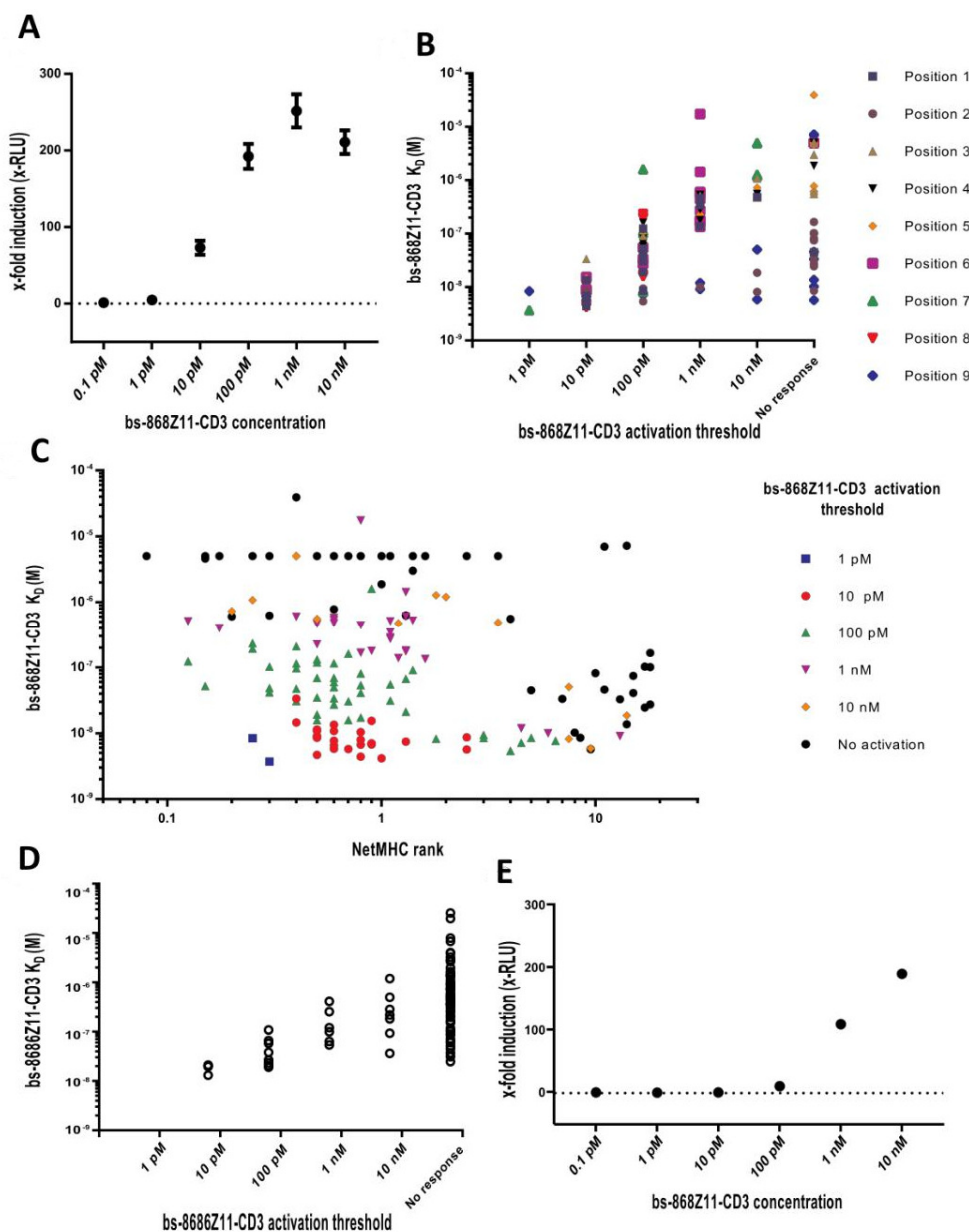 A
x-fold induction (x-RLU)
300
200
100
0
0.1 pM
1 pM
10 pM
100 pM
1 nM
10 nM
bs-868Z11-CD3 concentration
B
bs-868Z11-CD3 K_D (M)
10⁻⁴
10⁻⁵
10⁻⁶
10⁻⁷
10⁻⁸
10⁻⁹
1 pM
10 pM
100 pM
1 nM
10 nM
No response
bs-868Z11-CD3 activation threshold
Position 1
Position 2
Position 3
Position 4
Position 5
Position 6
Position 7
Position 8
Position 9
C
bs-868Z11-CD3 K_D (M)
10⁻⁴
10⁻⁵
10⁻⁶
10⁻⁷
10⁻⁸
10⁻⁹
0.1
1
10
NetMHC rank
bs-868Z11-CD3 activation
threshold
1 pM
10 pM
100 pM
1 nM
10 nM
No activation
D
bs-8686Z11-CD3 K_D (M)
10⁻⁴
10⁻⁵
10⁻⁶
10⁻⁷
10⁻⁸
10⁻⁹
1 pM
10 pM
100 pM
1 nM
10 nM
No response
bs-8686Z11-CD3 activation threshold
E
x-fold induction (x-RLU)
300
200
100
0
0.1 pM
1 pM
10 pM
100 pM
1 nM
10 nM
bs-868Z11-CD3 concentration